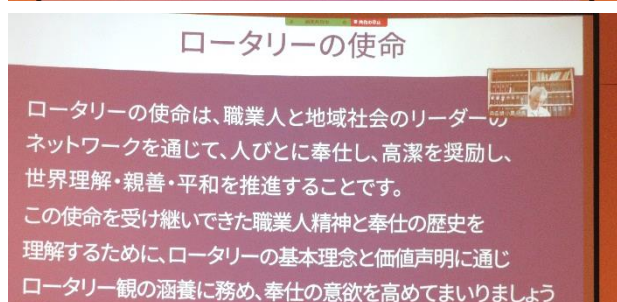 ロータリーの使命
ロータリーの使命は、職業人と地域社会のリーダーの
ネットワークを通じて、人びとに奉仕し、高潔を奨励し、
世界理解・親善・平和を推進することです。
この使命を受け継いできた職業人精神と奉仕の歴史を
理解するために、ロータリーの基本理念と価値声明に通じ
ロータリー観の涵養に務め、奉仕の意欲を高めてまいりましょう